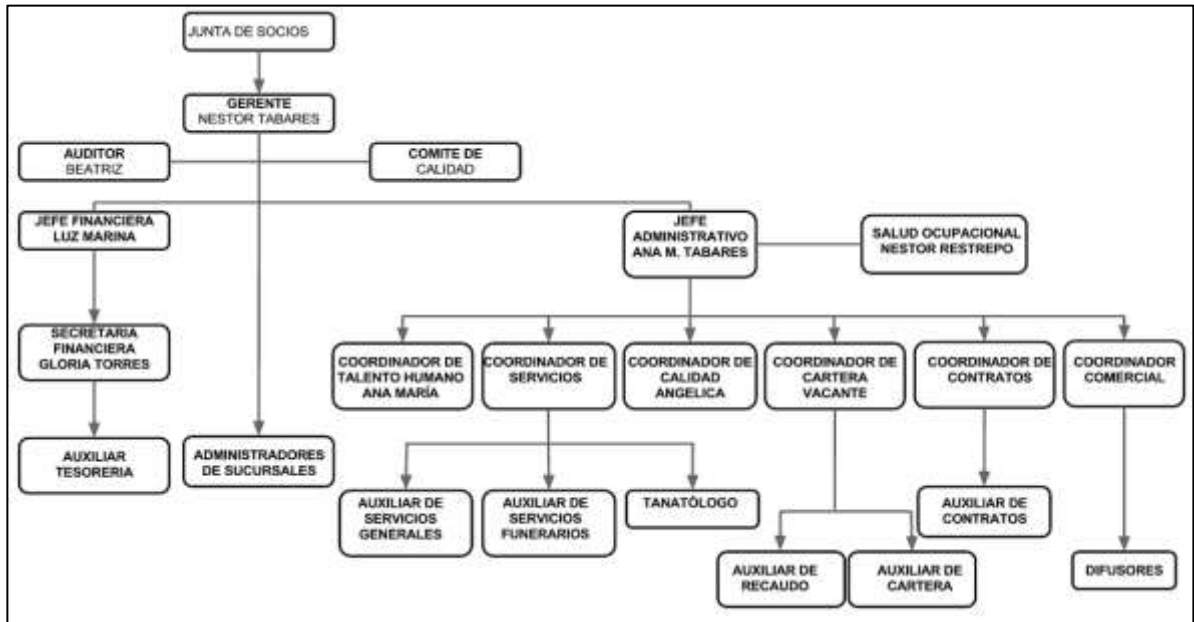 JUNTA DE SOCIOS
GERENTE
NESTOR TABARES
AUDITOR
BEATRIZ
COMITE DE
CALIDAD
JEFE FINANCIERA
LUZ MARINA
JEFE
ADMINISTRATIVO
ANA M. TABARES
SALUD OCUPACIONAL
NESTOR RESTREPO
SECRETARIA
FINANCIERA
GLORIA TORRES
COORDINADOR DE
TALENTO HUMANO
ANA MARÍA
COORDINADOR DE
SERVICIOS
COORDINADOR DE
CALIDAD
ANGELICA
COORDINADOR DE
CARTERA
VACANTE
COORDINADOR DE
CONTRATOS
COORDINADOR
COMERCIAL
AUXILIAR
TESORERIA
ADMINISTRADORES
DE SUCURSALES
AUXILIAR DE
SERVICIOS
GENERALES
AUXILIAR DE
SERVICIOS
FUNERARIOS
TANATÓLOGO
AUXILIAR DE
CONTRATOS
AUXILIAR DE
RECAUDO
AUXILIAR DE
CARTERA
DIFUSORES